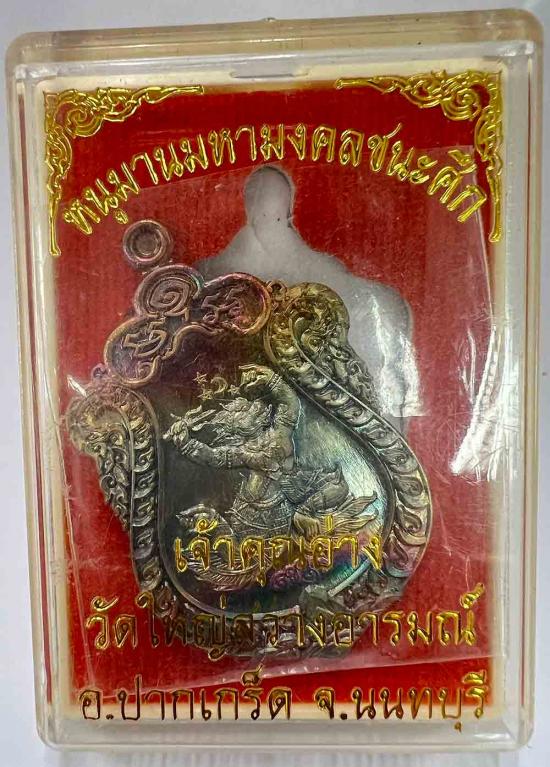 หนูมานมหามงคลชนะศึก
เจ้าคุณอ่าง
วัดใหญ่สว่างอารมณ์
อ.ปากเกร็ด จ.นนทบุรี